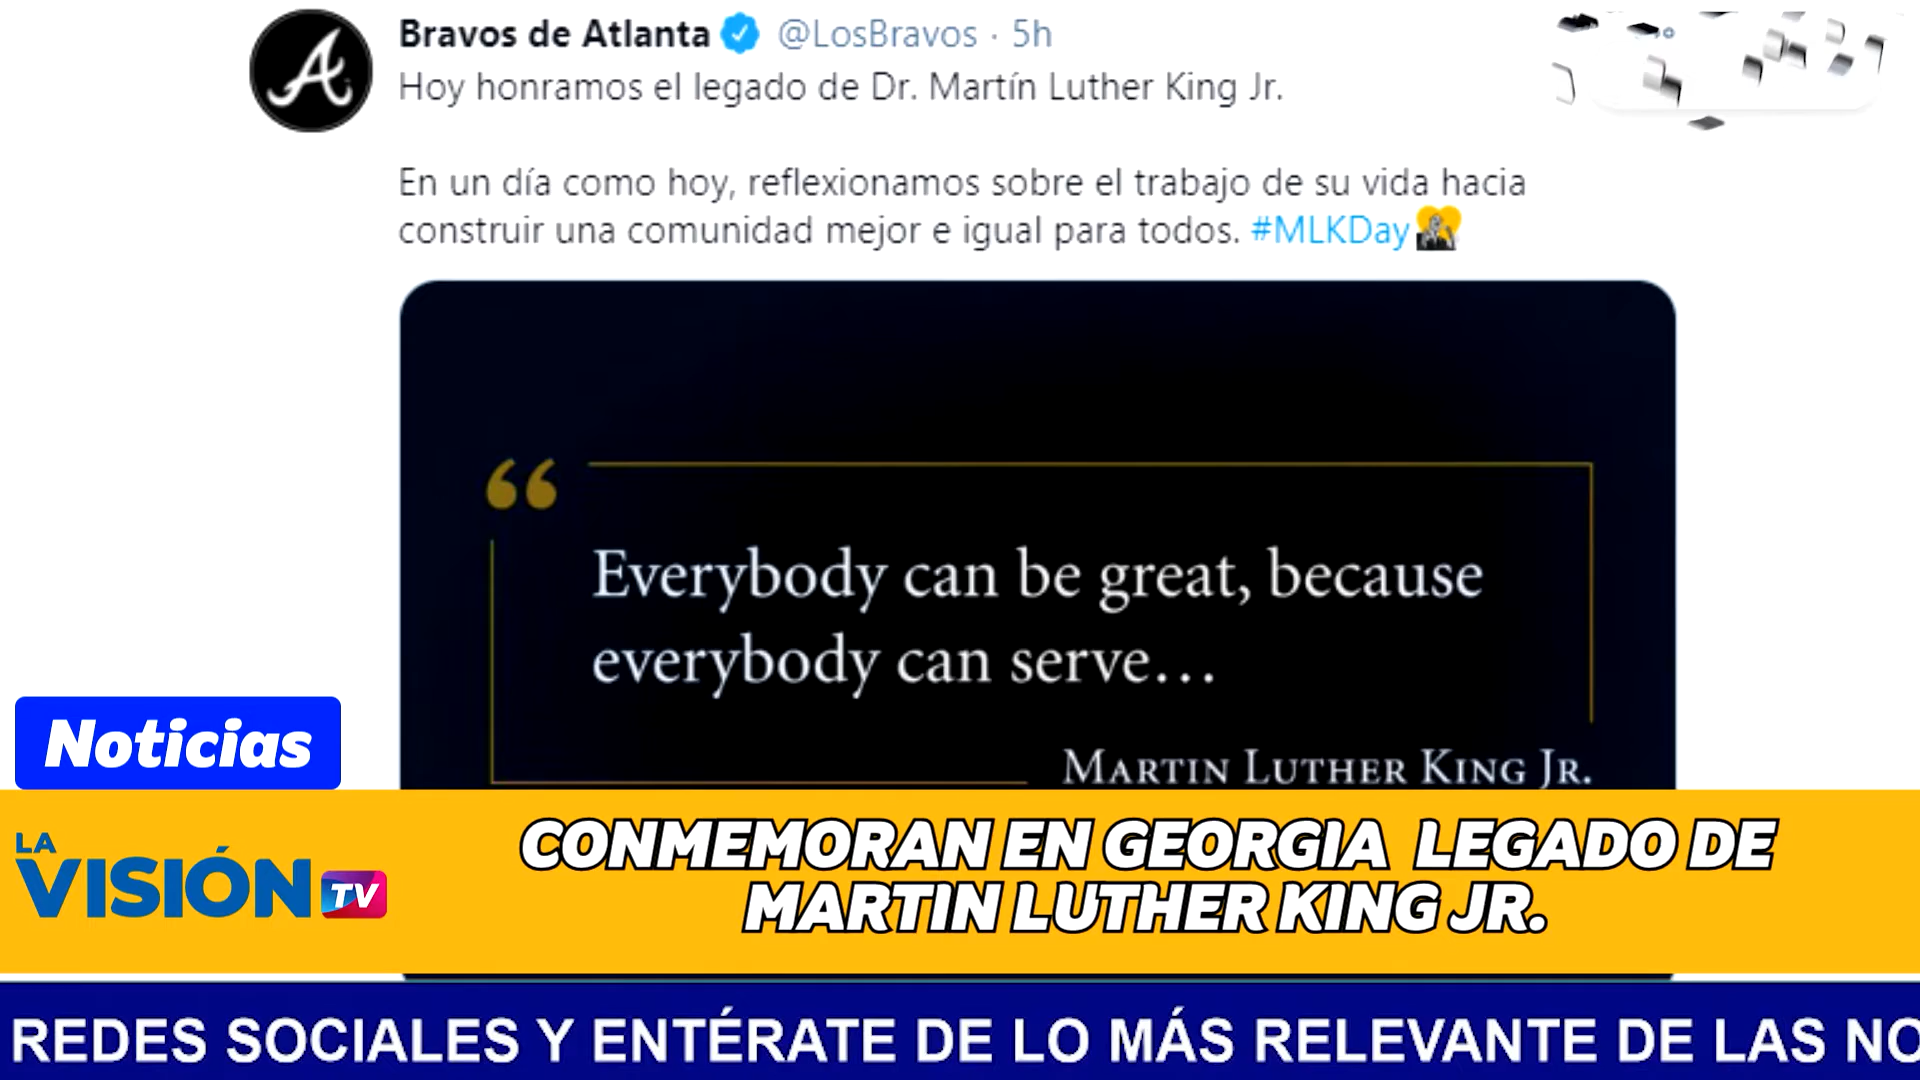 Bravos de Atlanta @LosBravos · 5h
Hoy honramos el legado de Dr. Martín Luther King Jr.
En un día como hoy, reflexionamos sobre el trabajo de su vida hacia
construir una comunidad mejor e igual para todos. #MLKDay
“
Everybody can be great, because
everybody can serve…
Martin Luther King Jr.
Noticias
LA
VISIÓN TV
CONMEMORAN EN GEORGIA LEGADO DE
MARTIN LUTHER KING JR.
REDES SOCIALES Y ENTÉRATE DE LO MÁS RELEVANTE DE LAS NO